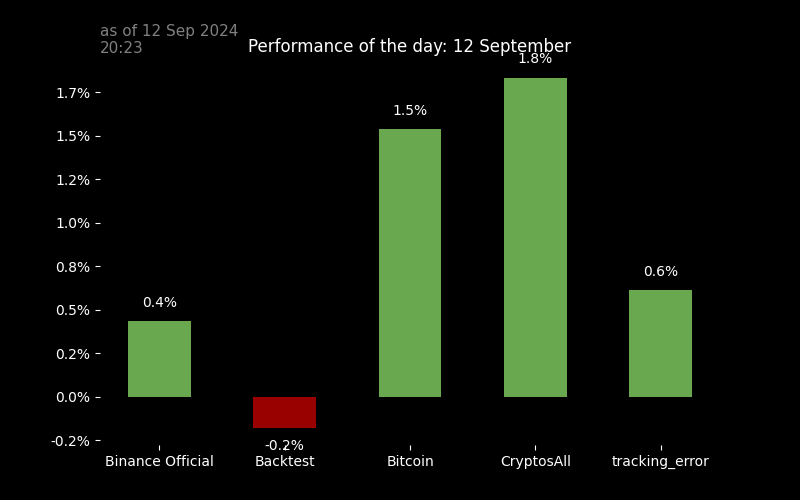 as of 12 Sep 2024
20:23
Performance of the day: 12 September
1.8%
1.7%
1.5%
1.5%
1.2%
1.0%
0.8%
0.6%
0.5%
0.4%
0.2%
0.0%
-0.2%
-0.2%
Binance Official
Backtest
Bitcoin
CryptosAll
tracking_error